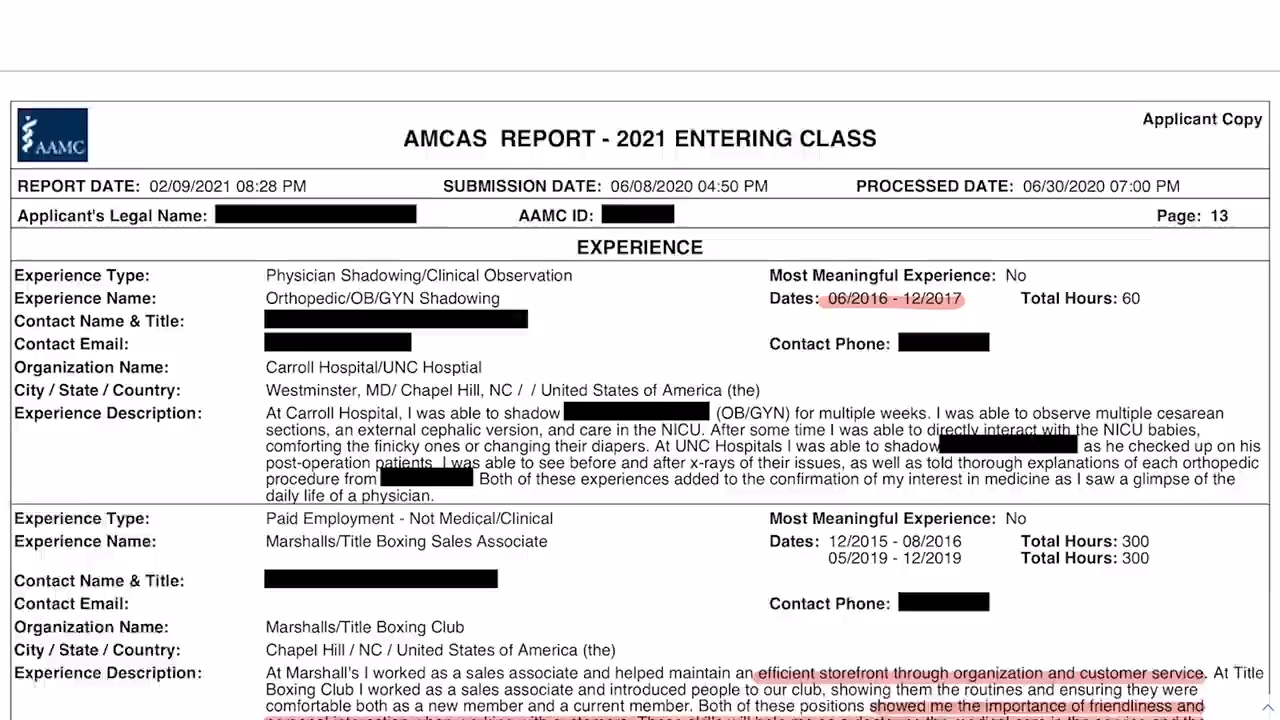 AAMC
Applicant Copy
AMCAS REPORT - 2021 ENTERING CLASS
REPORT DATE: 02/09/2021 08:28 PM SUBMISSION DATE: 06/08/2020 04:50 PM PROCESSED DATE: 06/30/2020 07:00 PM
Applicant's Legal Name: AAMC ID: Page: 13
EXPERIENCE
Experience Type: Physician Shadowing/Clinical Observation Most Meaningful Experience: No
Experience Name: Orthopedic/OB/GYN Shadowing Dates: 06/2016 - 12/2017 Total Hours: 60
Contact Name & Title:
Contact Email: Contact Phone:
Organization Name: Carroll Hospital/UNC Hosptial
City / State / Country: Westminster, MD/ Chapel Hill, NC / / United States of America (the)
Experience Description: At Carroll Hospital, I was able to shadow (OB/GYN) for multiple weeks. I was able to observe multiple cesarean
sections, an external cephalic version, and care in the NICU. After some time I was able to directly interact with the NICU babies,
comforting the finicky ones or changing their diapers. At UNC Hospitals I was able to shadow as he checked up on his
post-operation patients. I was able to see before and after x-rays of their issues, as well as told thorough explanations of each orthopedic
procedure from Both of these experiences added to the confirmation of my interest in medicine as I saw a glimpse of the
daily life of a physician.
Experience Type: Paid Employment - Not Medical/Clinical Most Meaningful Experience: No
Experience Name: Marshalls/Title Boxing Sales Associate Dates: 12/2015 - 08/2016 Total Hours: 300
05/2019 - 12/2019 Total Hours: 300
Contact Name & Title:
Contact Email: Contact Phone:
Organization Name: Marshalls/Title Boxing Club
City / State / Country: Chapel Hill / NC / United States of America (the)
Experience Description: At Marshall's I worked as a sales associate and helped maintain an efficient storefront through organization and customer service. At Title
Boxing Club I worked as a sales associate and introduced people to our club, showing them the routines and ensuring they were
comfortable both as a new member and a current member. Both of these positions showed me the importance of friendliness and